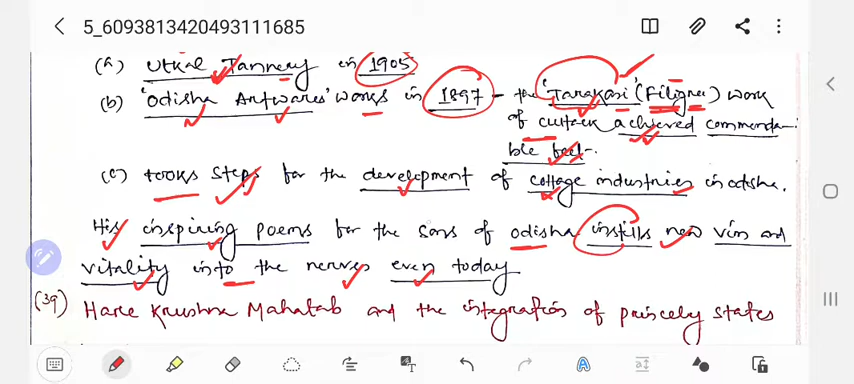 5_6093813420493111685
(a) Utkal Tannery in 1905
(b) 'Odisha Artwares' works in 1897 - the 'Tarakasi' (Filigree) work
of cuttack achieved commenda-
ble feet-.
(c) tooks steps for the development of cottage industries in odisha.
His inspiring poems for the sons of odisha instills new vim and
vitality into the nerves even today
(39) Hare Krushna Mahatab and the integration of princely states